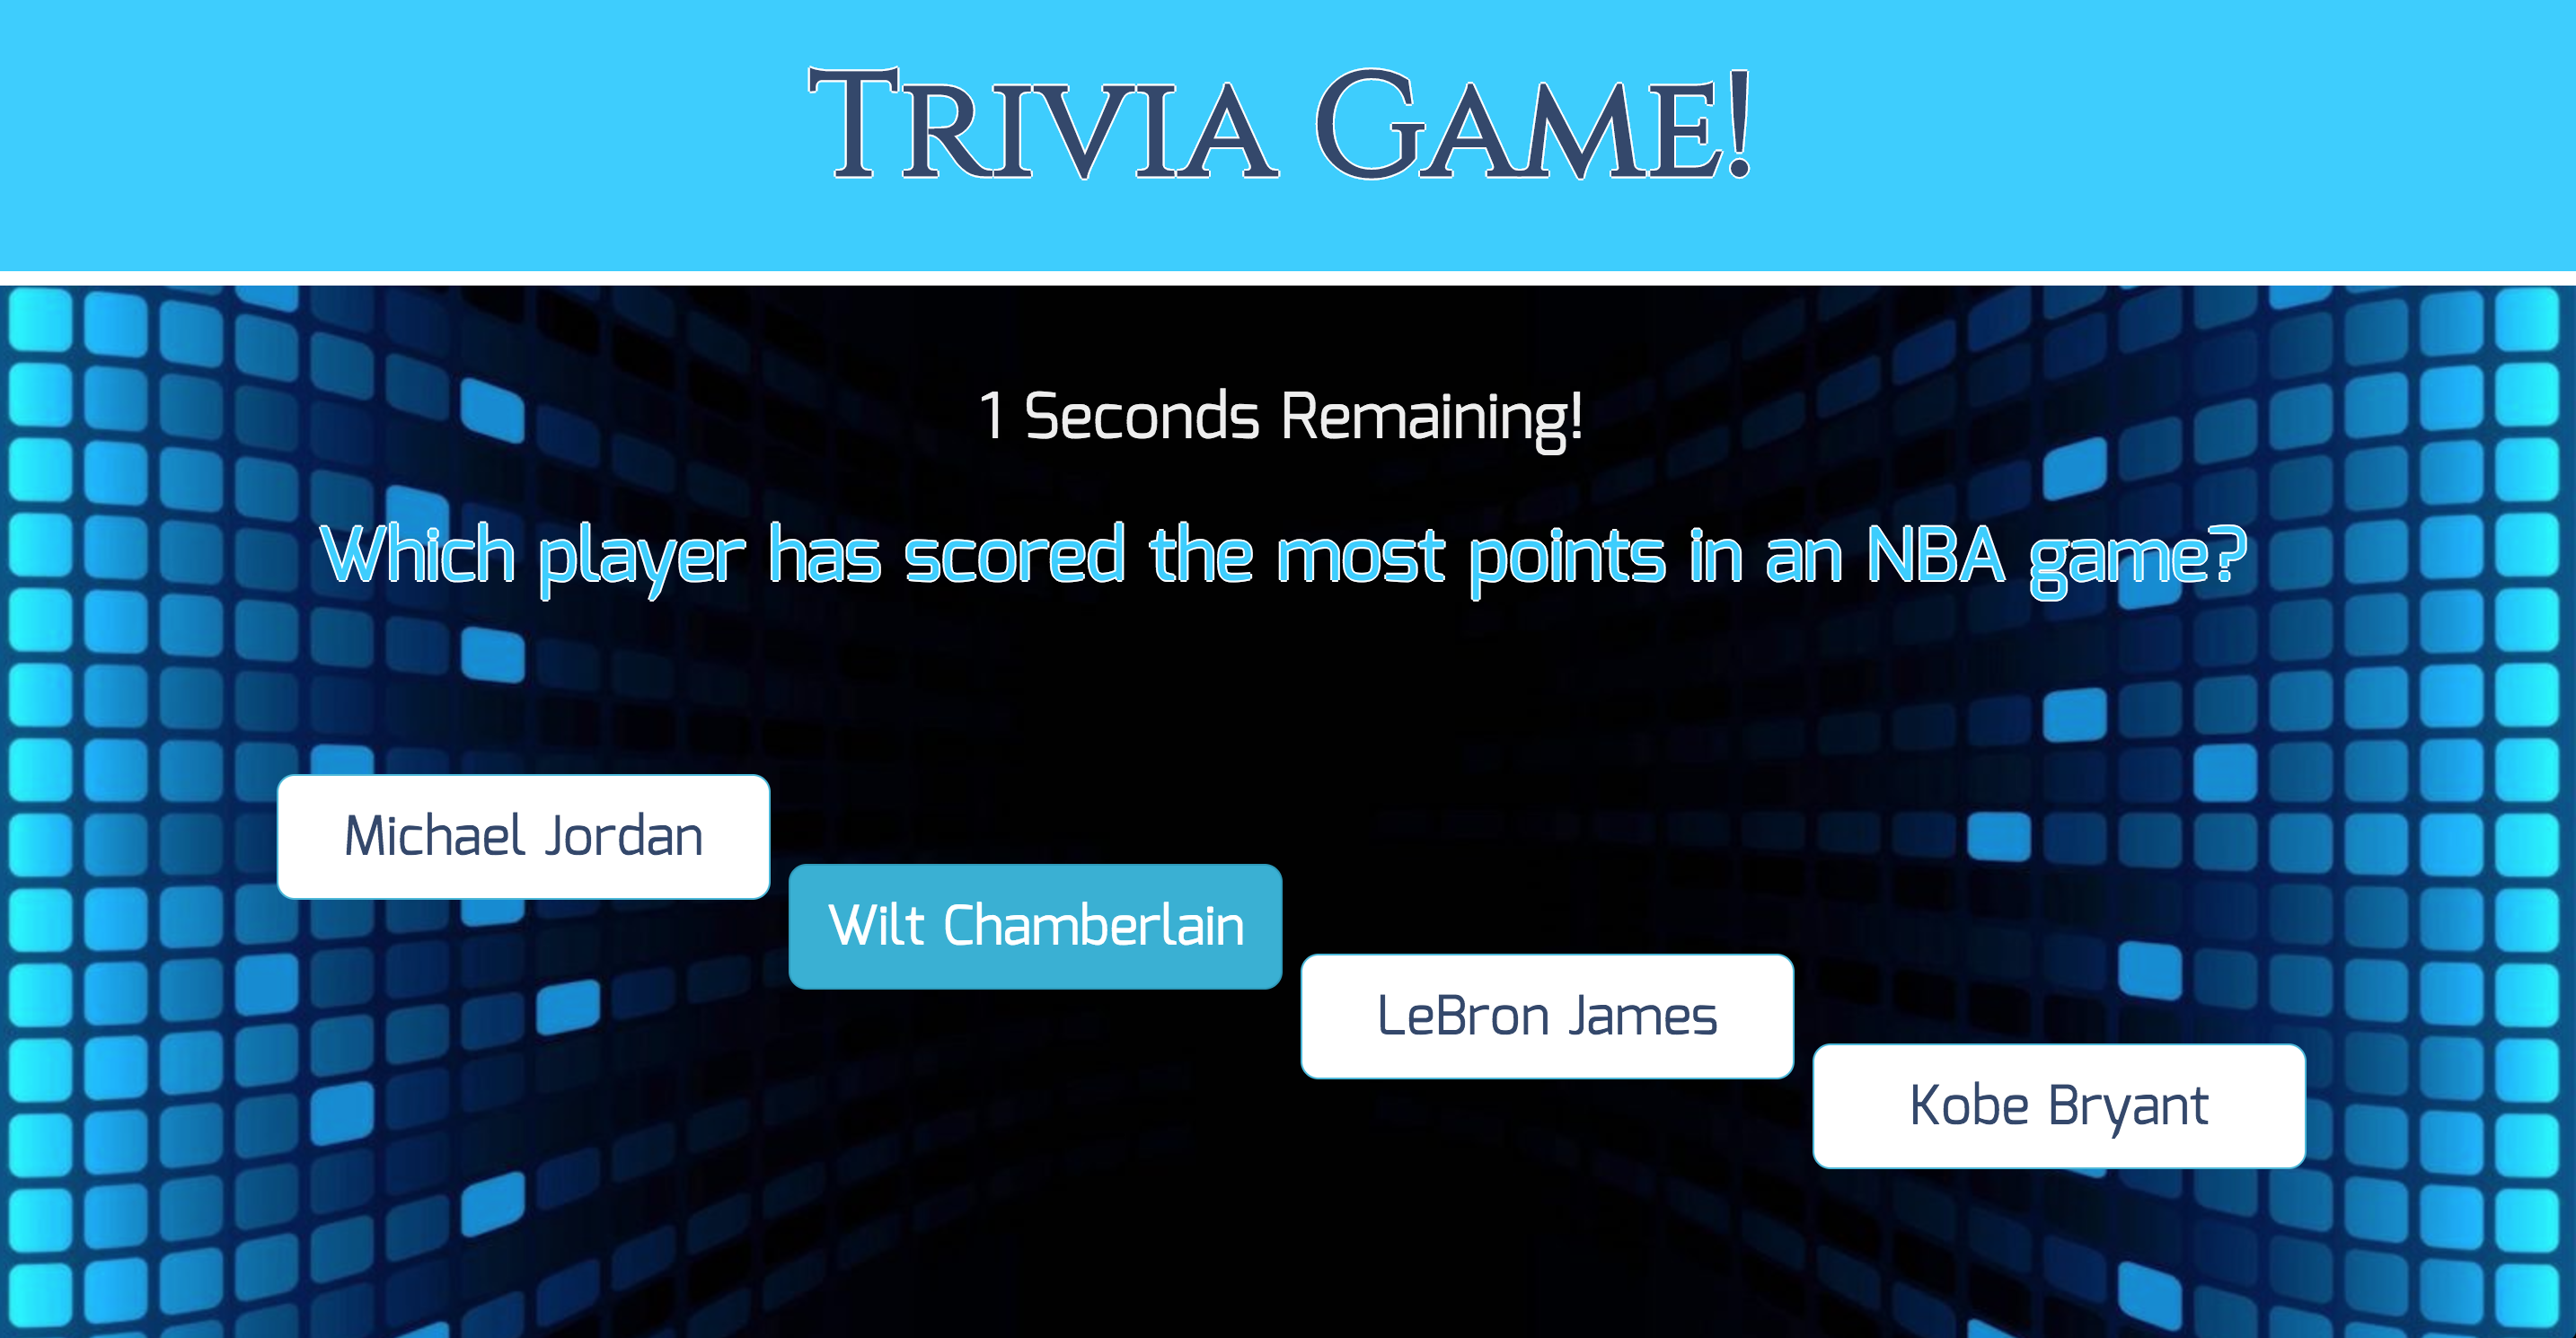 Trivia Game!
1 Seconds Remaining!
Which player has scored the most points in an NBA game?
Michael Jordan
Wilt Chamberlain
LeBron James
Kobe Bryant